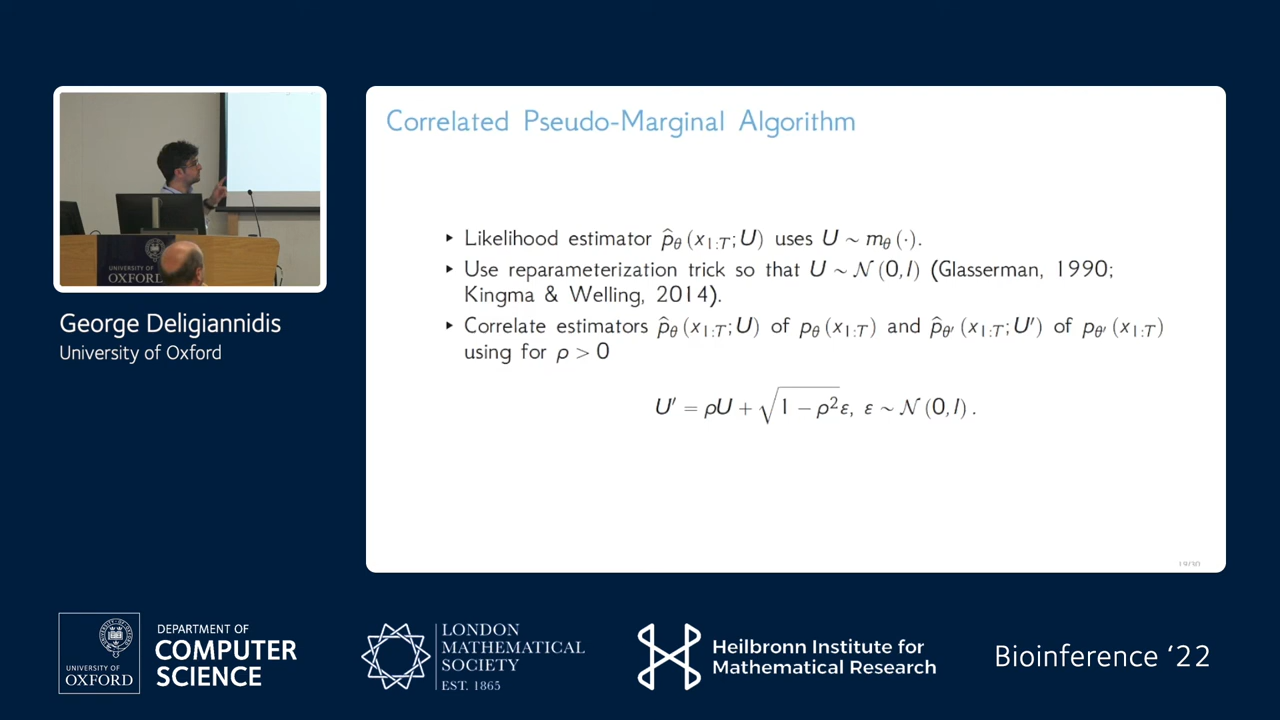 Correlated Pseudo-Marginal Algorithm
‣ Likelihood estimator p̂_θ (x_{1:T}; U) uses U ~ m_θ (·).
‣ Use reparameterization trick so that U ~ 𝒩 (0, I) (Glasserman, 1990;
Kingma & Welling, 2014).
‣ Correlate estimators p̂_θ (x_{1:T}; U) of p_θ (x_{1:T}) and p̂_θ′ (x_{1:T}; U′) of p_θ′ (x_{1:T})
using for ρ > 0
U′ = ρU + √(1 − ρ²)ε, ε ~ 𝒩 (0, I).
UNIVERSITY OF
OXFORD
George Deligiannidis
University of Oxford
UNIVERSITY OF
OXFORD
DEPARTMENT OF
COMPUTER
SCIENCE
LONDON
MATHEMATICAL
SOCIETY
EST. 1865
Heilbronn Institute for
Mathematical Research
Bioinference ‘22